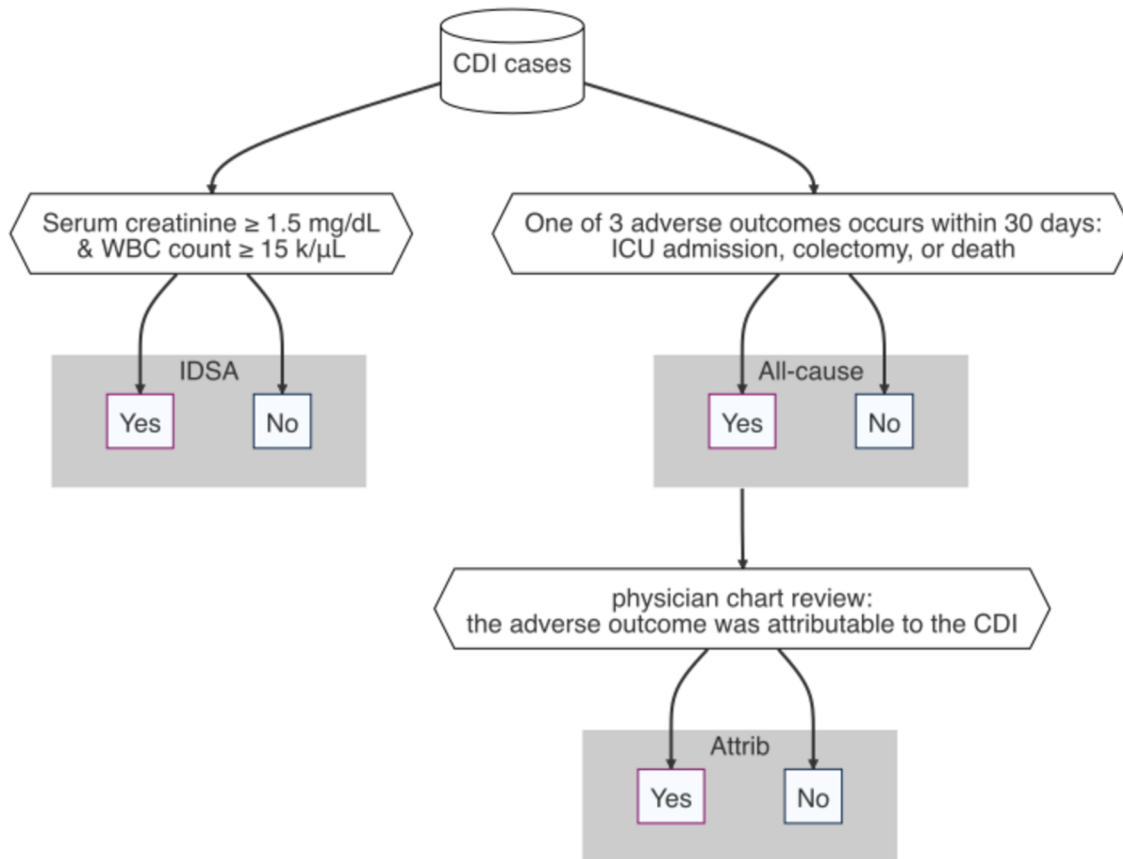 CDI cases
Serum creatinine ≥ 1.5 mg/dL
& WBC count ≥ 15 k/μL
One of 3 adverse outcomes occurs within 30 days:
ICU admission, colectomy, or death
IDSA
Yes
No
All-cause
Yes
No
physician chart review:
the adverse outcome was attributable to the CDI
Attrib
Yes
No